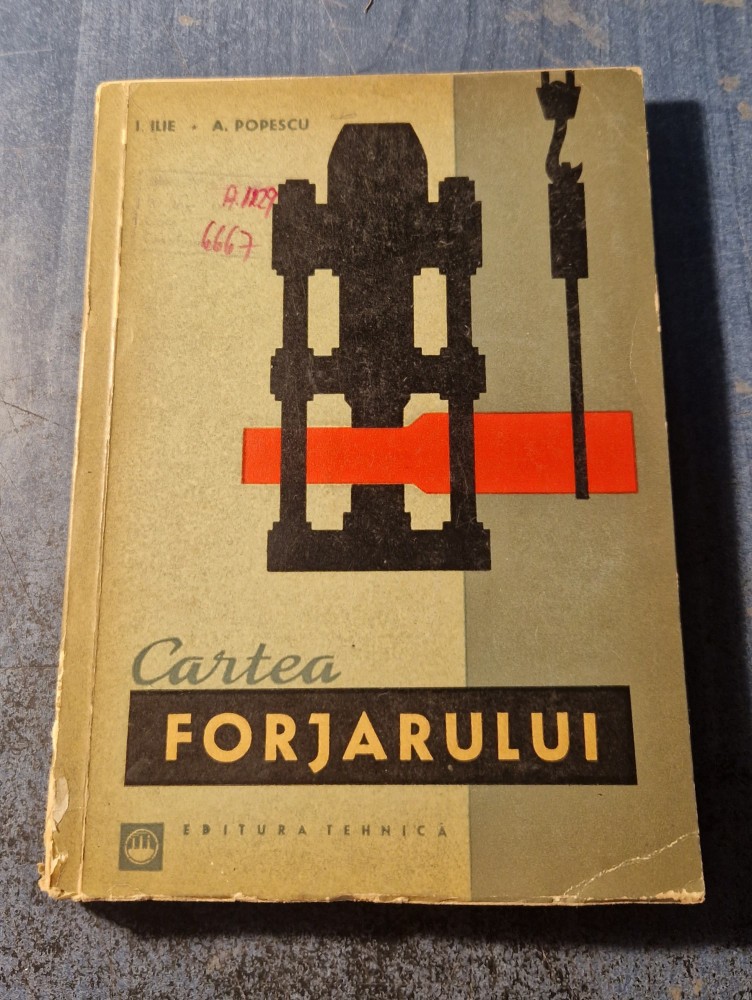 I. ILIE • A. POPESCU
6667
Cartea
FORJARULUI
EDITURA TEHNICĂ